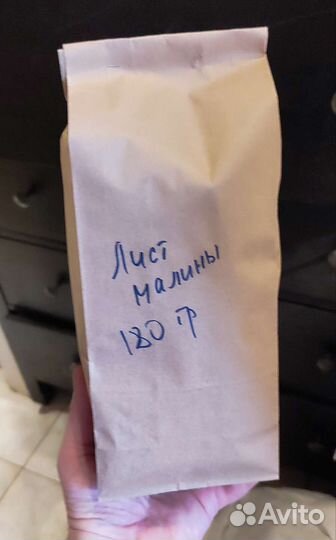 Лист
малины
180 гр
Avito